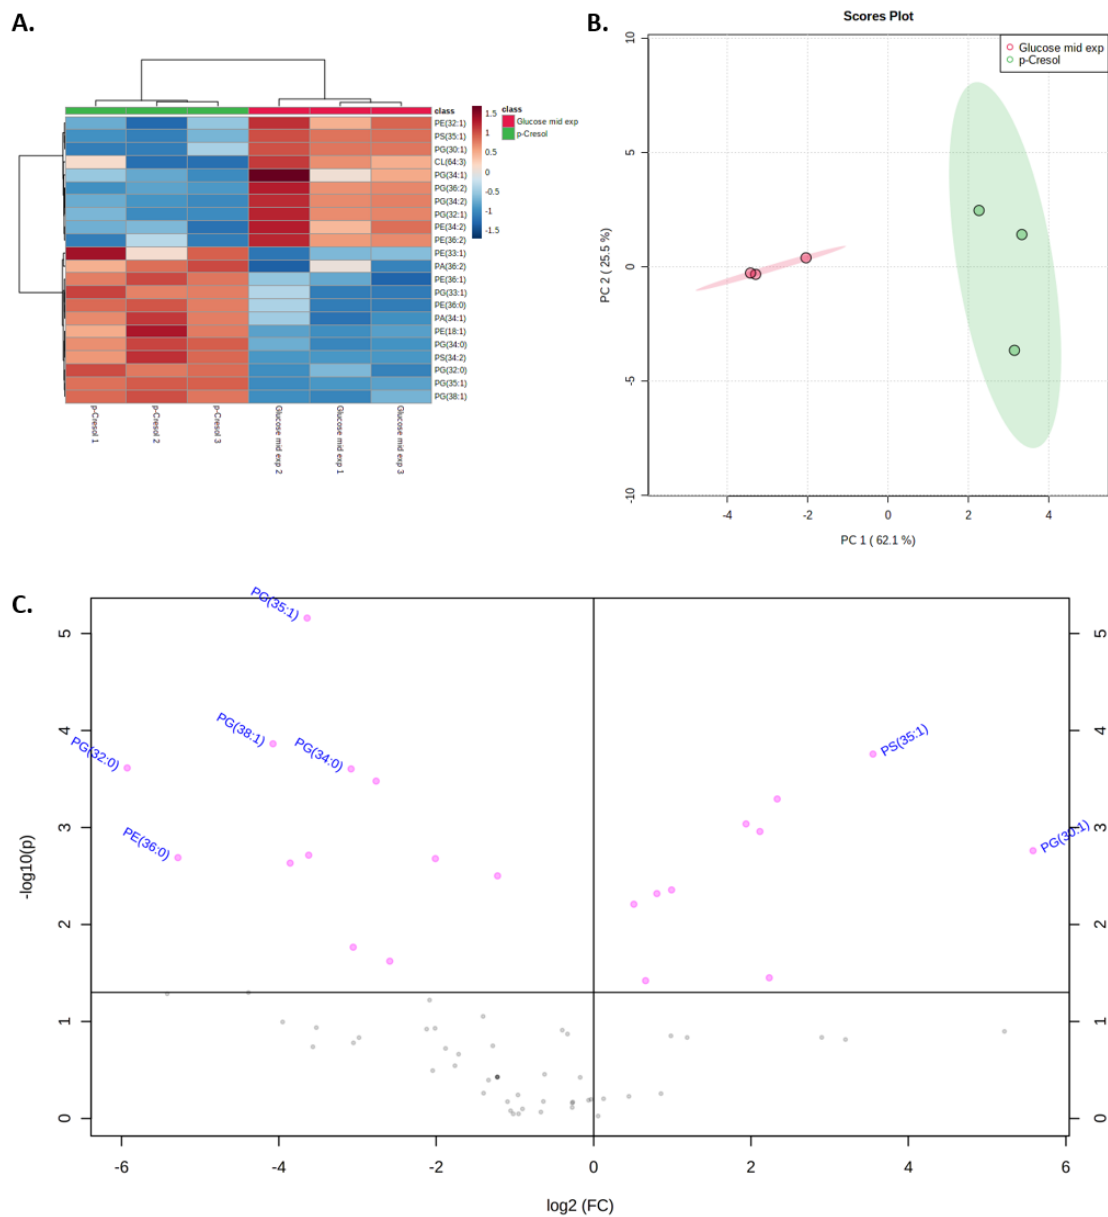 A.
class
PE(32:1)
PS(35:1)
PG(30:1)
CL(64:3)
PG(34:1)
PG(36:2)
PG(34:2)
PG(32:1)
PE(34:2)
PE(36:2)
PE(33:1)
PA(36:2)
PE(36:1)
PG(33:1)
PE(36:0)
PA(34:1)
PE(18:1)
PG(34:0)
PS(34:2)
PG(32:0)
PG(35:1)
PG(38:1)
p-Cresol 1
p-Cresol 2
p-Cresol 3
Glucose mid exp 2
Glucose mid exp 1
Glucose mid exp 3
1.5
1
0.5
0
-0.5
-1
-1.5
class
Glucose mid exp
p-Cresol
B.
Scores Plot
Glucose mid exp
p-Cresol
PC 2 ( 25.5 %)
10
5
0
-5
-10
-4
-2
0
2
4
PC 1 ( 62.1 %)
C.
PG(35:1)
PG(38:1)
PG(34:0)
PG(32:0)
PE(36:0)
PS(35:1)
PG(30:1)
-log10(p)
5
4
3
2
1
0
5
4
3
2
1
0
-6
-4
-2
0
2
4
6
log2 (FC)